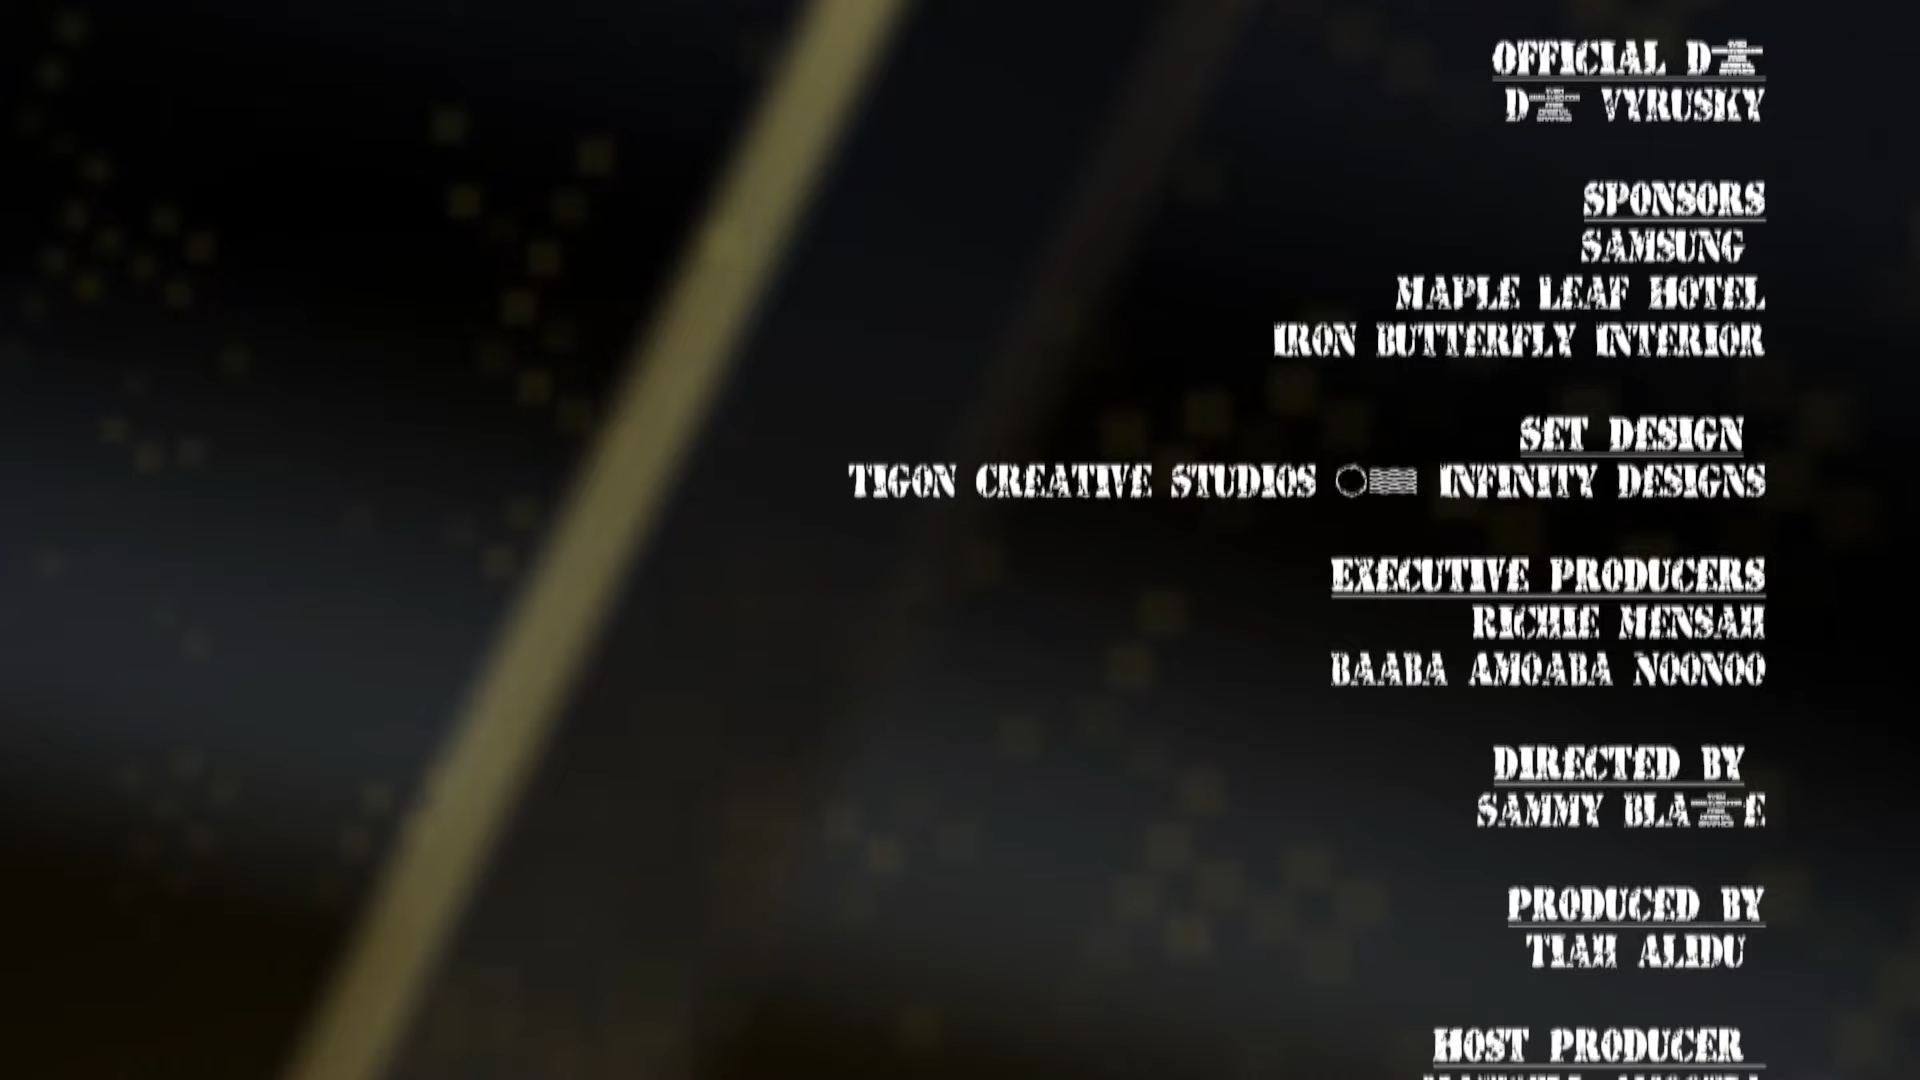 OFFICIAL D
D VYRUSKY
SPONSORS
SAMSUNG
MAPLE LEAF HOTEL
IRON BUTTERFLY INTERIOR
SET DESIGN
TIGON CREATIVE STUDIOS INFINITY DESIGNS
EXECUTIVE PRODUCERS
RICHIE MENSAH
BAABA AMOABA NOONOO
DIRECTED BY
SAMMY BLA E
PRODUCED BY
TIAH ALIDU
HOST PRODUCER